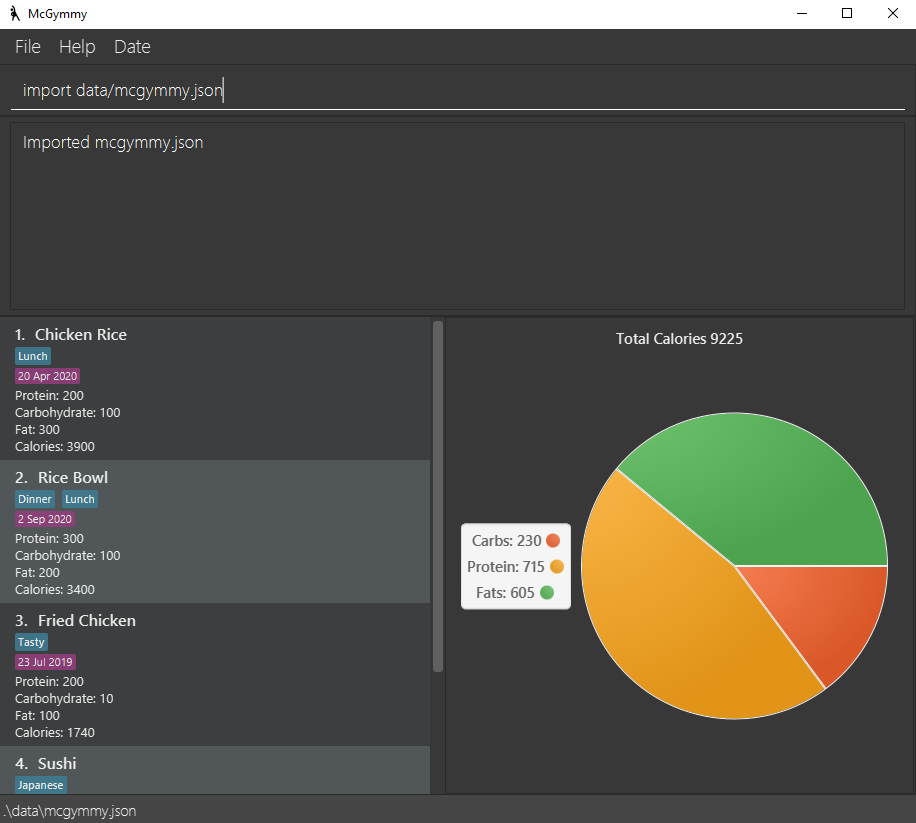 McGymmy
File Help Date
import data/mcgymmy.json
Imported mcgymmy.json
1. Chicken Rice
Lunch
20 Apr 2020
Protein: 200
Carbohydrate: 100
Fat: 300
Calories: 3900
2. Rice Bowl
Dinner Lunch
2 Sep 2020
Protein: 300
Carbohydrate: 100
Fat: 200
Calories: 3400
3. Fried Chicken
Tasty
23 Jul 2019
Protein: 200
Carbohydrate: 10
Fat: 100
Calories: 1740
4. Sushi
Japanese
Total Calories 9225
Carbs: 230
Protein: 715
Fats: 605
.\data\mcgymmy.json